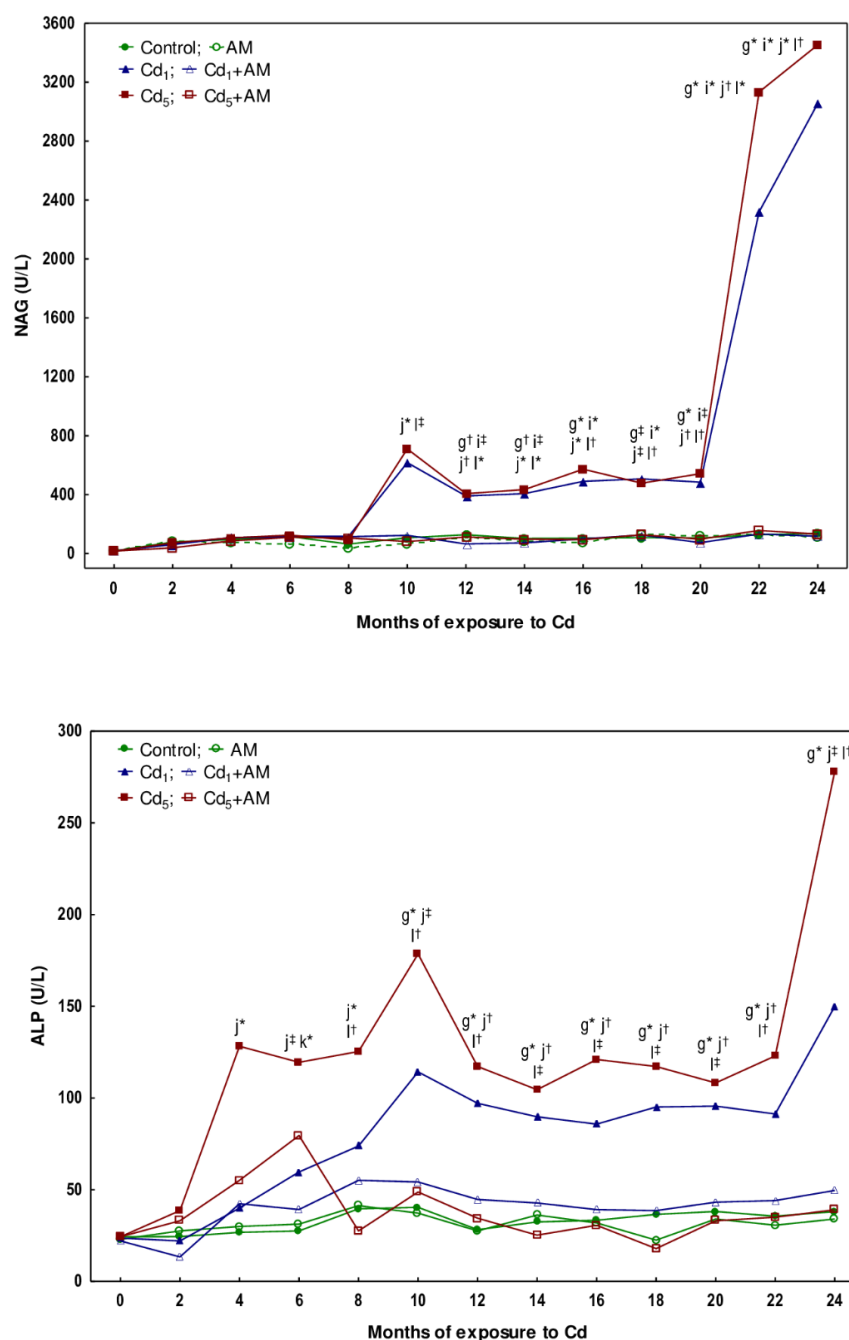 3600
3200
2800
2400
2000
1600
1200
800
400
0
NAG (U/L)
Control; AM
Cd₁; Cd₁+AM
Cd₅; Cd₅+AM
g* i* j* l†
g* i* j† l*
j* l‡
g† i‡
j† l*
g† i‡
j* l*
g* i*
j* l†
g‡ i*
j‡ l†
g* i‡
j† l†
0 2 4 6 8 10 12 14 16 18 20 22 24
Months of exposure to Cd
300
250
200
150
100
50
0
ALP (U/L)
Control; AM
Cd₁; Cd₁+AM
Cd₅; Cd₅+AM
g* j‡ l†
j*
j‡ k*
j*
l†
g* j‡
l†
g* j†
l†
g* j†
l‡
g* j†
l‡
g* j†
l‡
g* j†
l‡
g* j†
l†
0 2 4 6 8 10 12 14 16 18 20 22 24
Months of exposure to Cd